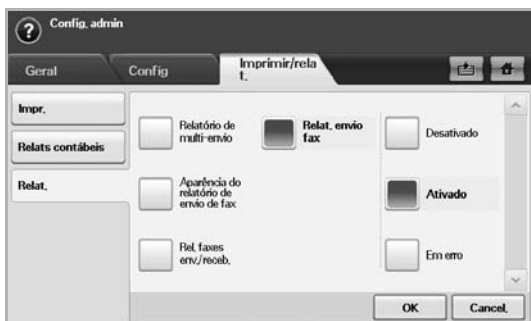 Config. admin
Geral
Config
Imprimir/rela
t.
Impr.
Relats contábeis
Relat.
Relatório de
multi-envio
Relat. envio
fax
Desativado
Aparência do
relatório de
envio de fax
Ativado
Rel. faxes
env./receb.
Em erro
OK
Cancel.